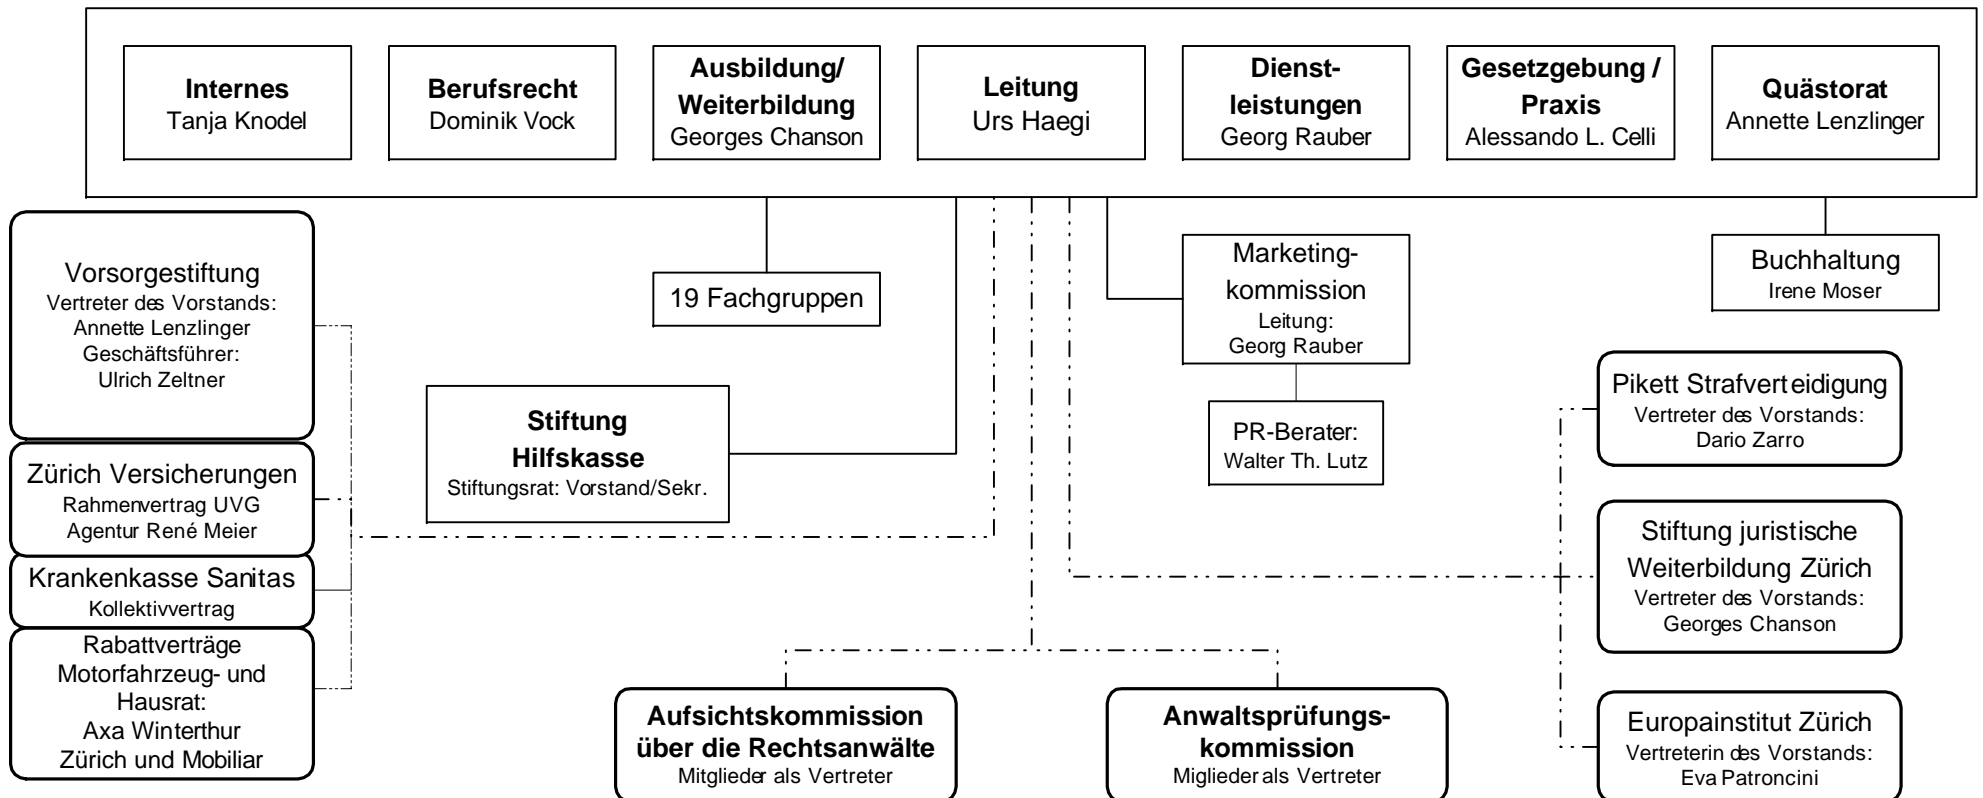 Internes
Tanja Knodel
Berufsrecht
Dominik Vock
Ausbildung/
Weiterbildung
Georges Chanson
Leitung
Urs Haegi
Dienst-
leistungen
Georg Rauber
Gesetzgebung /
Praxis
Alessando L. Celli
Quästorat
Annette Lenzlinger
Vorsorgestiftung
Vertreter des Vorstands:
Annette Lenzlinger
Geschäftsführer:
Ulrich Zeltner
Zürich Versicherungen
Rahmenvertrag UVG
Agentur René Meier
Krankenkasse Sanitas
Kollektivvertrag
Rabattverträge
Motorfahrzeug- und
Hausrat:
Axa Winterthur
Zürich und Mobiliar
19 Fachgruppen
Stiftung
Hilfskasse
Stiftungsrat: Vorstand/Sekr.
Marketing-
kommission
Leitung:
Georg Rauber
PR-Berater:
Walter Th. Lutz
Buchhaltung
Irene Moser
Pikett Strafverteidigung
Vertreter des Vorstands:
Dario Zarro
Stiftung juristische
Weiterbildung Zürich
Vertreter des Vorstands:
Georges Chanson
Europainstitut Zürich
Vertreterin des Vorstands:
Eva Patroncini
Aufsichtskommission
über die Rechtsanwälte
Mitglieder als Vertreter
Anwaltsprüfungs-
kommission
Miglieder als Vertreter